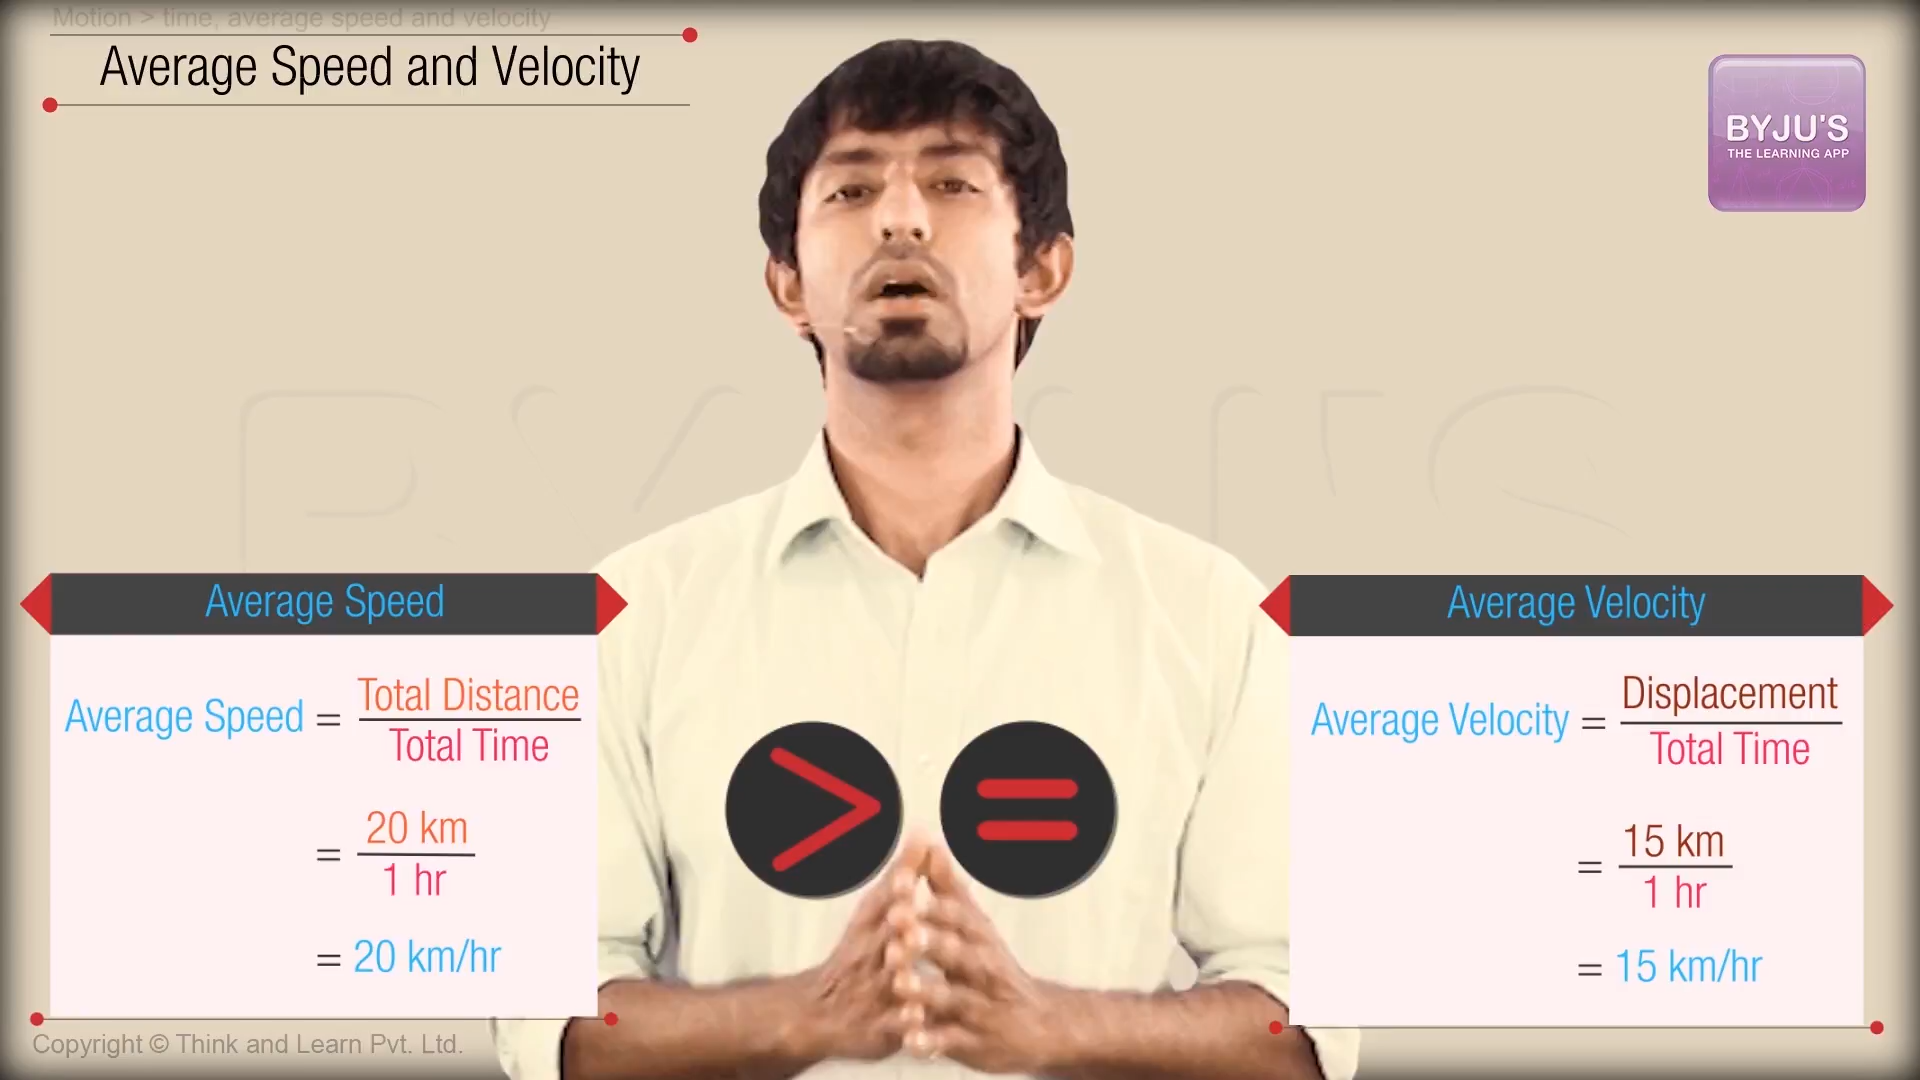 Motion > time, average speed and velocity
Average Speed and Velocity
BYJU'S
THE LEARNING APP
BYJU'S
Average Speed
Average Speed = Total Distance
Total Time
= 20 km
1 hr
= 20 km/hr
> =
Average Velocity
Average Velocity = Displacement
Total Time
= 15 km
1 hr
= 15 km/hr
Copyright © Think and Learn Pvt. Ltd.